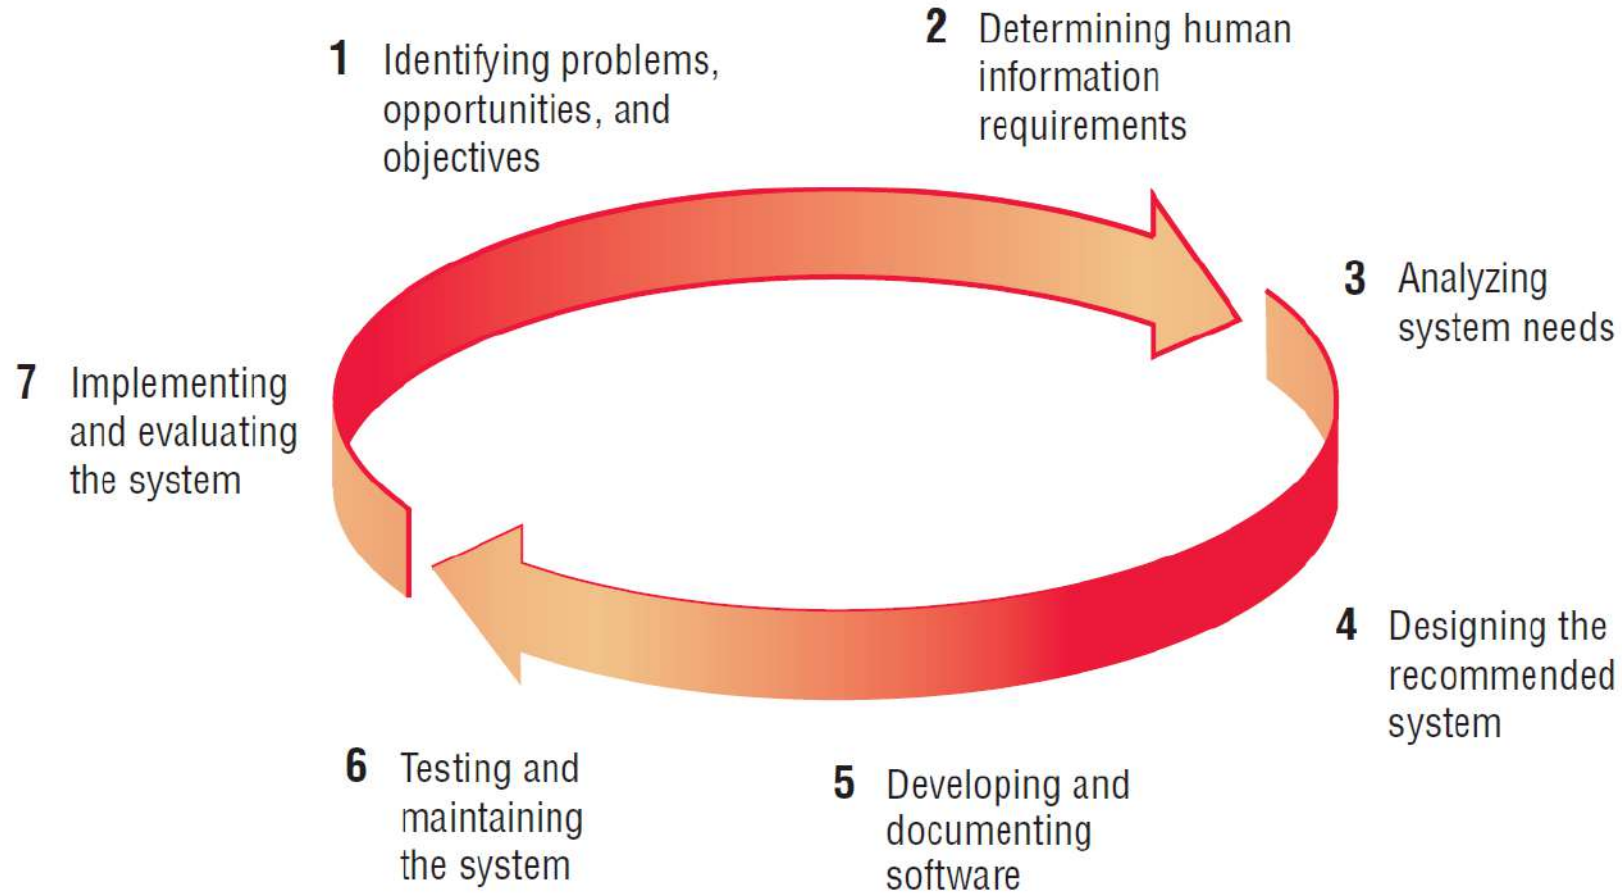 1 Identifying problems,
opportunities, and
objectives
2 Determining human
information
requirements
3 Analyzing
system needs
4 Designing the
recommended
system
5 Developing and
documenting
software
6 Testing and
maintaining
the system
7 Implementing
and evaluating
the system